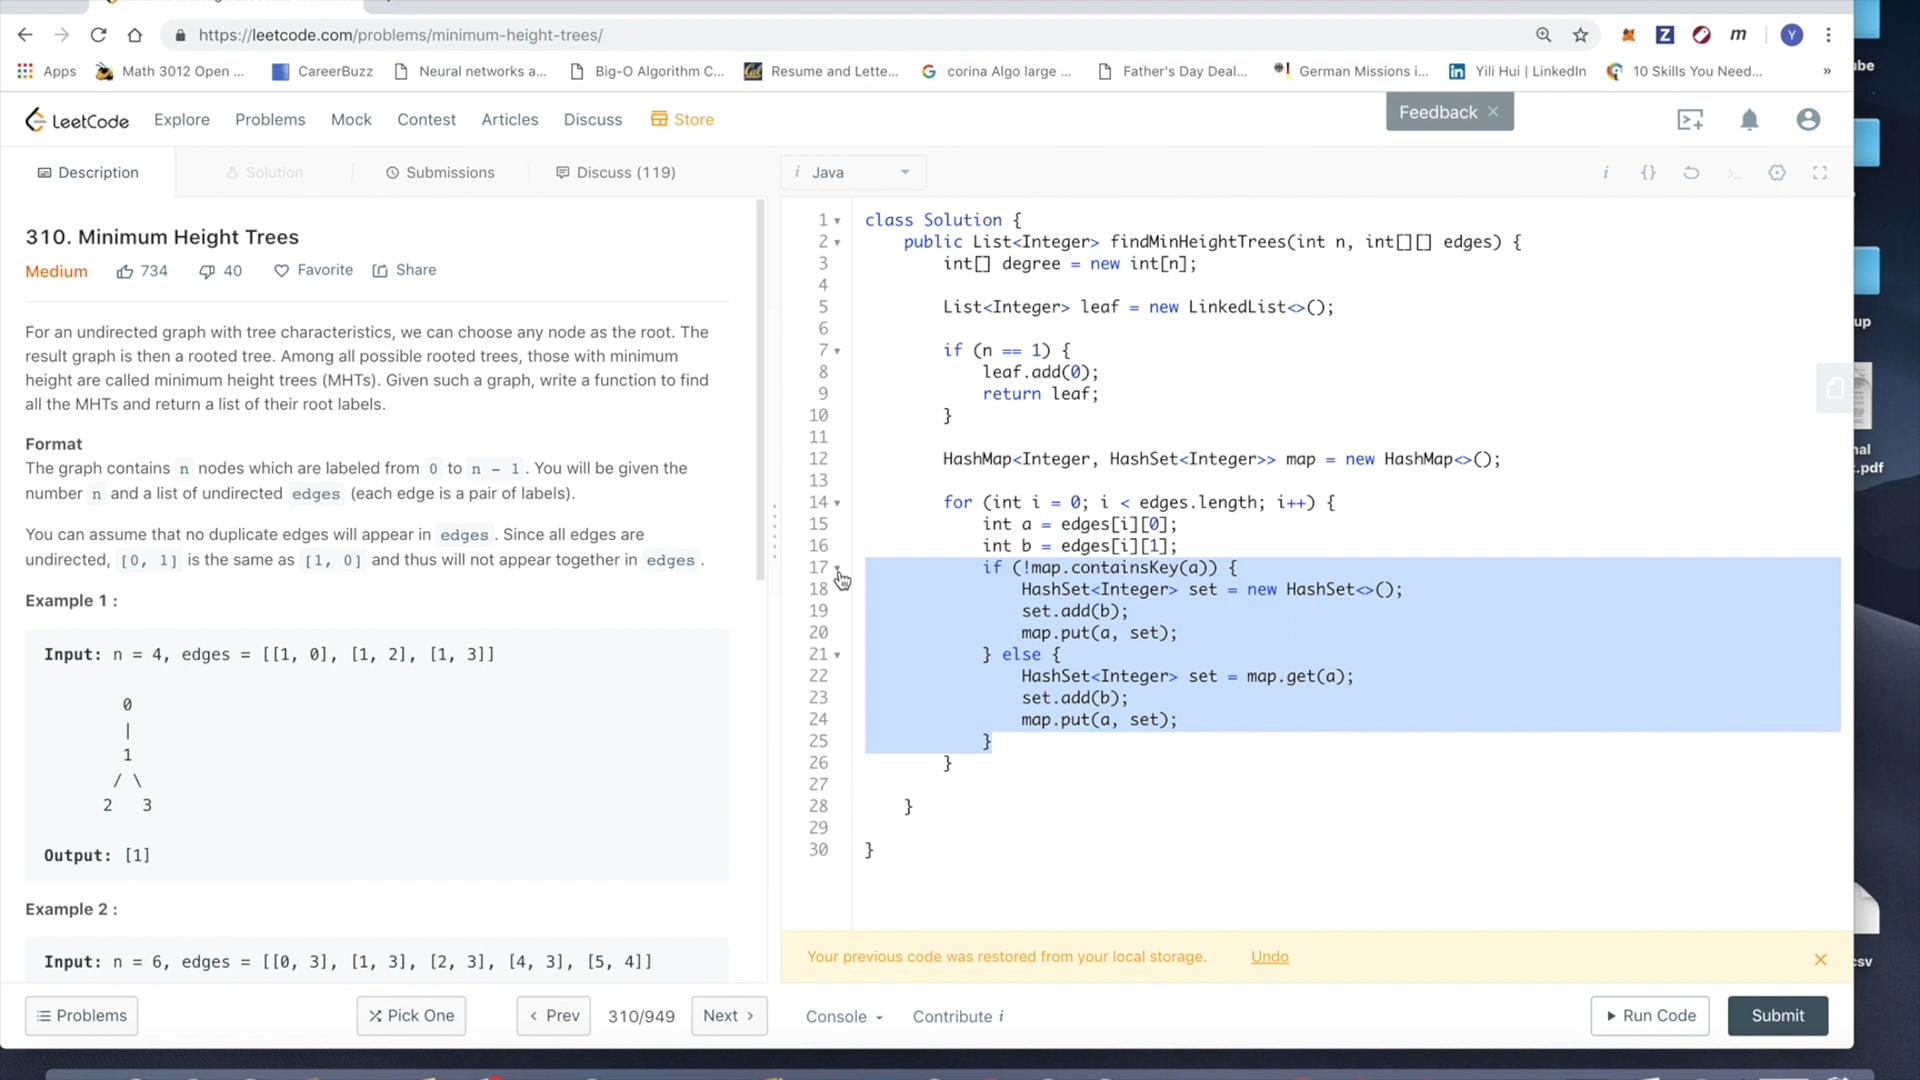 https://leetcode.com/problems/minimum-height-trees/
Y
Apps
Math 3012 Open ...
CareerBuzz
Neural networks a...
Big-O Algorithm C...
Resume and Lette...
corina Algo large ...
Father's Day Deal...
German Missions i...
Yili Hui | LinkedIn
10 Skills You Need...
»
LeetCode
Explore
Problems
Mock
Contest
Articles
Discuss
Store
Feedback ×
Description
Solution
Submissions
Discuss (119)
i Java
310. Minimum Height Trees
Medium
734
40
Favorite
Share
For an undirected graph with tree characteristics, we can choose any node as the root. The
result graph is then a rooted tree. Among all possible rooted trees, those with minimum
height are called minimum height trees (MHTs). Given such a graph, write a function to find
all the MHTs and return a list of their root labels.
Format
The graph contains n nodes which are labeled from 0 to n - 1. You will be given the
number n and a list of undirected edges (each edge is a pair of labels).
You can assume that no duplicate edges will appear in edges. Since all edges are
undirected, [0, 1] is the same as [1, 0] and thus will not appear together in edges.
Example 1 :
Input: n = 4, edges = [[1, 0], [1, 2], [1, 3]]
0
|
1
/ \
2 3
Output: [1]
Example 2 :
Input: n = 6, edges = [[0, 3], [1, 3], [2, 3], [4, 3], [5, 4]]
1 class Solution {
2 public List<Integer> findMinHeightTrees(int n, int[][] edges) {
3 int[] degree = new int[n];
4
5 List<Integer> leaf = new LinkedList<>();
6
7 if (n == 1) {
8 leaf.add(0);
9 return leaf;
10 }
11
12 HashMap<Integer, HashSet<Integer>> map = new HashMap<>();
13
14 for (int i = 0; i < edges.length; i++) {
15 int a = edges[i][0];
16 int b = edges[i][1];
17 if (!map.containsKey(a)) {
18 HashSet<Integer> set = new HashSet<>();
19 set.add(b);
20 map.put(a, set);
21 } else {
22 HashSet<Integer> set = map.get(a);
23 set.add(b);
24 map.put(a, set);
25 }
26 }
27
28 }
29
30 }
Your previous code was restored from your local storage. Undo
Problems
Pick One
‹ Prev
310/949
Next ›
Console
Contribute i
Run Code
Submit